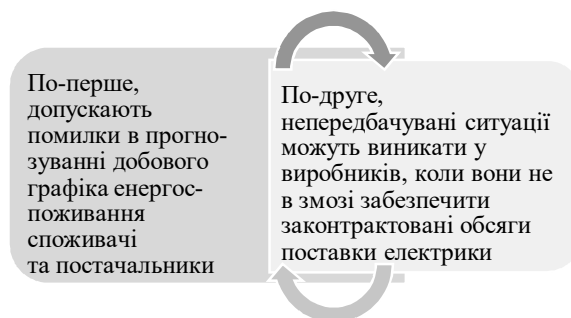 По-перше,
допускають
помилки в прогно-
зуванні добового
графіка енергос-
поживання
споживачі
та постачальники
По-друге,
непередбачувані ситуації
можуть виникати у
виробників, коли вони не
в змозі забезпечити
законтрактовані обсяги
поставки електрики